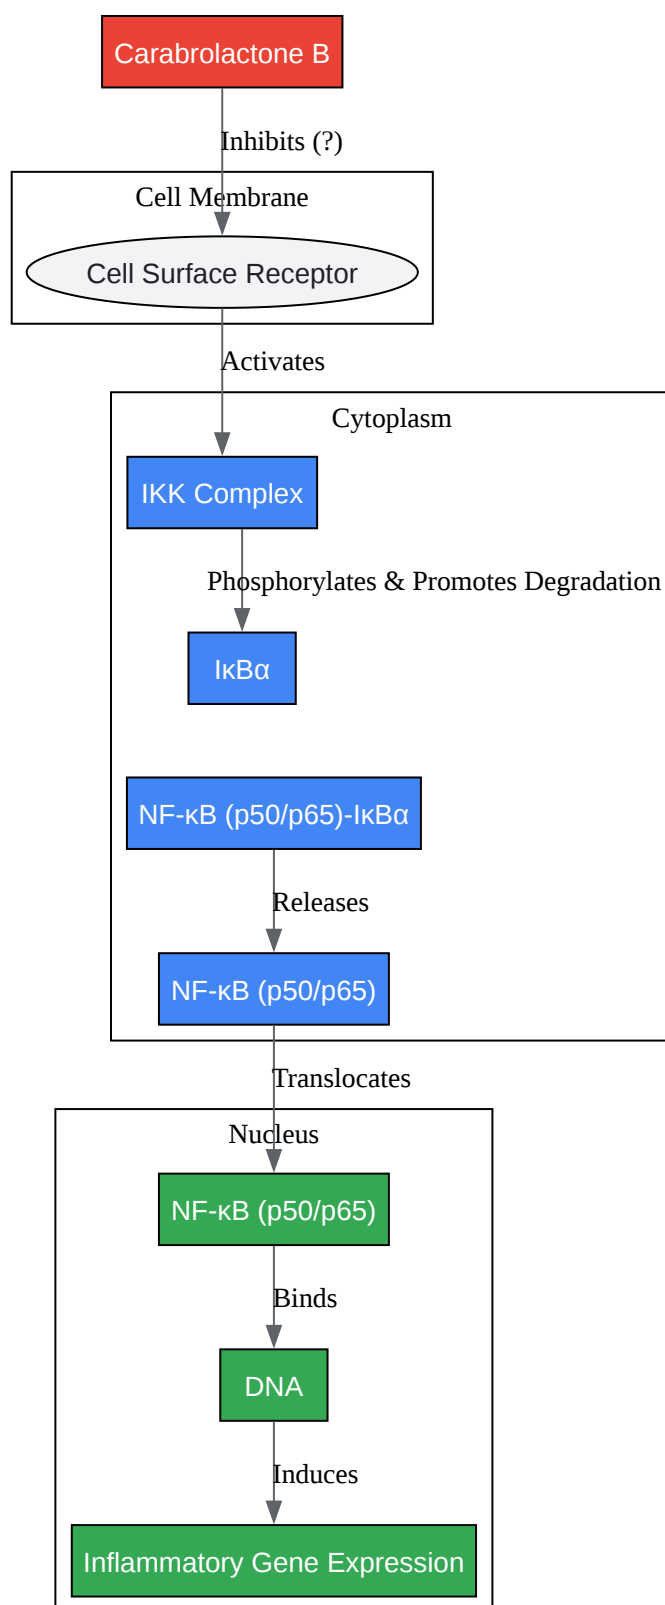 Carabrolactone B
Inhibits (?)
Cell Membrane
Cell Surface Receptor
Activates
Cytoplasm
IKK Complex
Phosphorylates & Promotes Degradation
IκBα
NF-κB (p50/p65)-IκBα
Releases
NF-κB (p50/p65)
Translocates
Nucleus
NF-κB (p50/p65)
Binds
DNA
Induces
Inflammatory Gene Expression